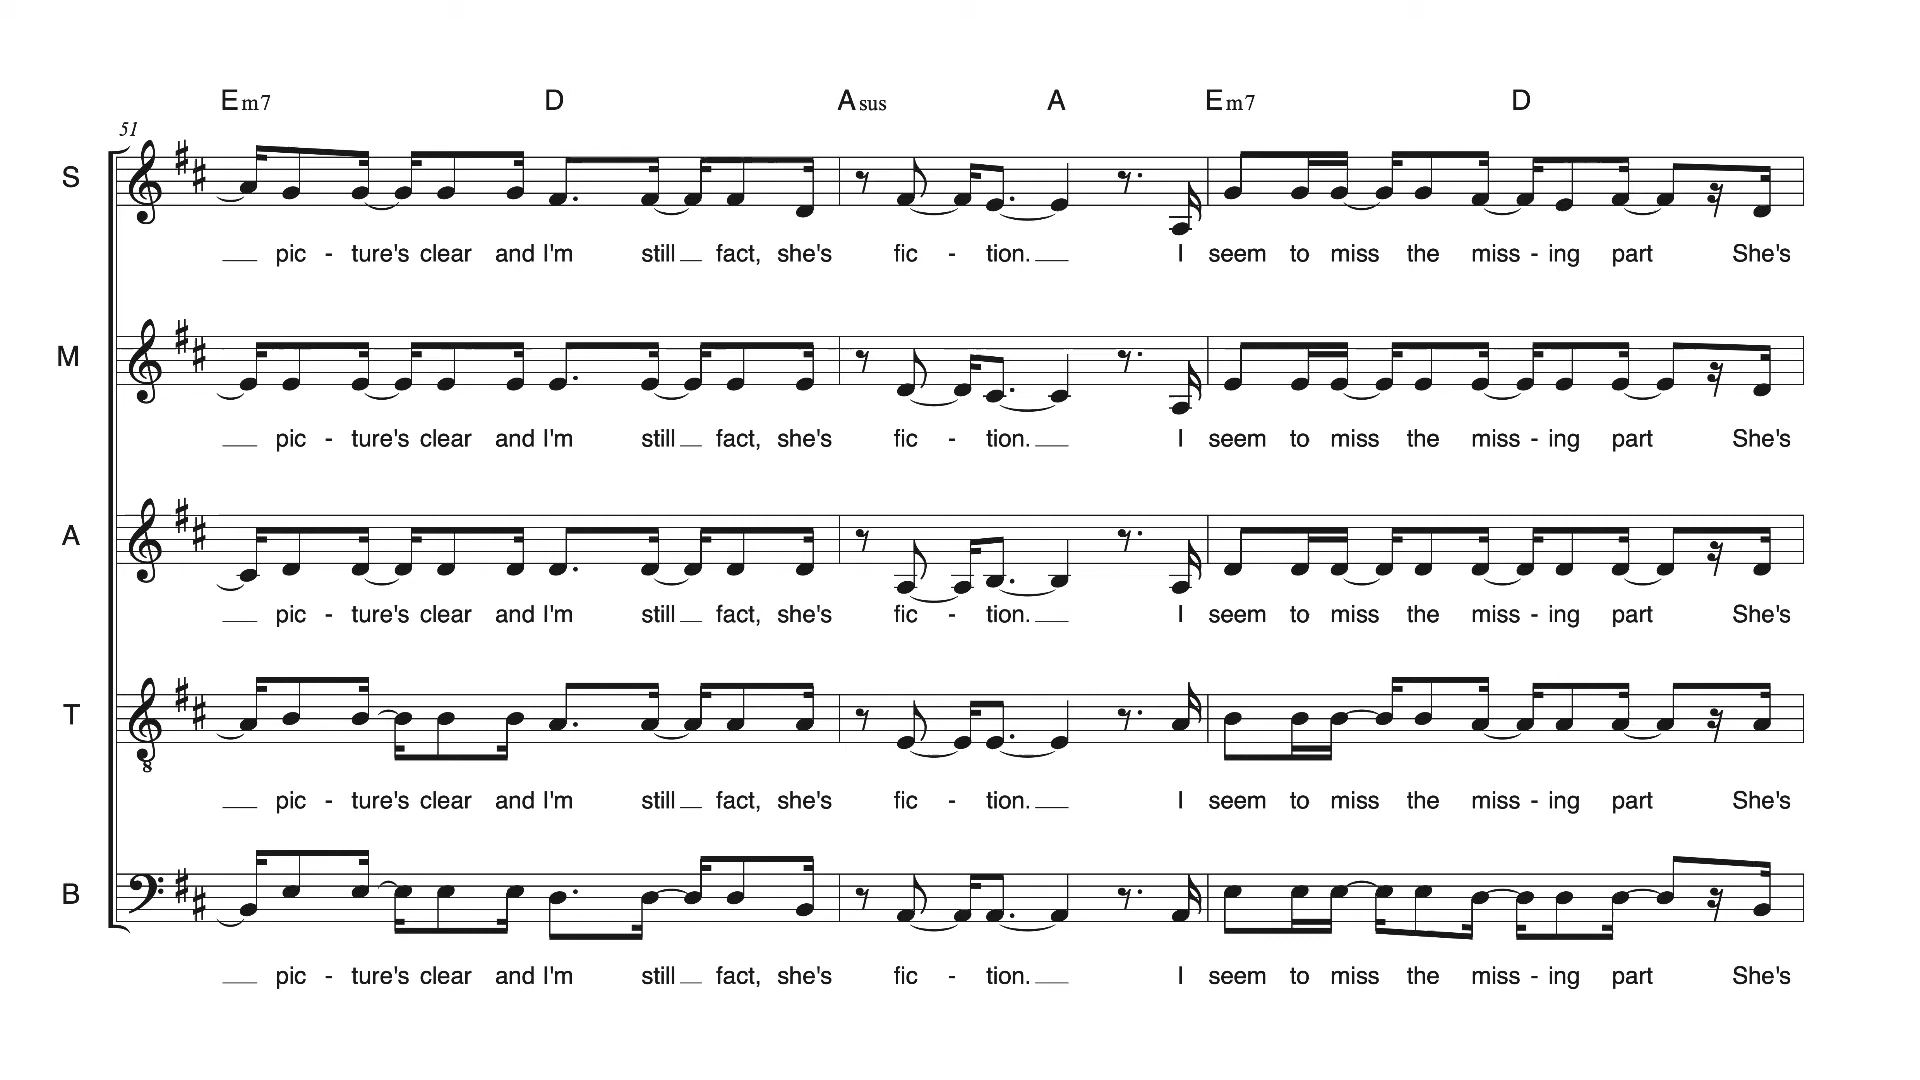 Em7 D Asus A Em7 D
51
S
pic - ture's clear and I'm still fact, she's fic - tion. I seem to miss the miss - ing part She's
M
pic - ture's clear and I'm still fact, she's fic - tion. I seem to miss the miss - ing part She's
A
pic - ture's clear and I'm still fact, she's fic - tion. I seem to miss the miss - ing part She's
T
8
pic - ture's clear and I'm still fact, she's fic - tion. I seem to miss the miss - ing part She's
B
pic - ture's clear and I'm still fact, she's fic - tion. I seem to miss the miss - ing part She's